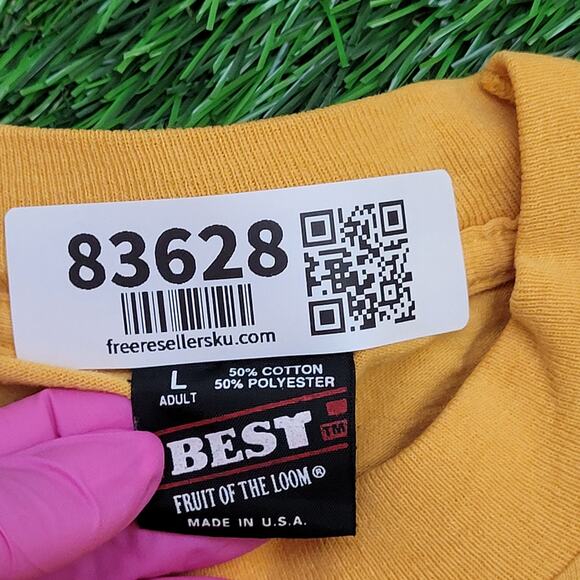 83628
freeresellersku.com
L
ADULT
50% COTTON
50% POLYESTER
BEST
TM
FRUIT OF THE LOOM®
MADE IN U.S.A.